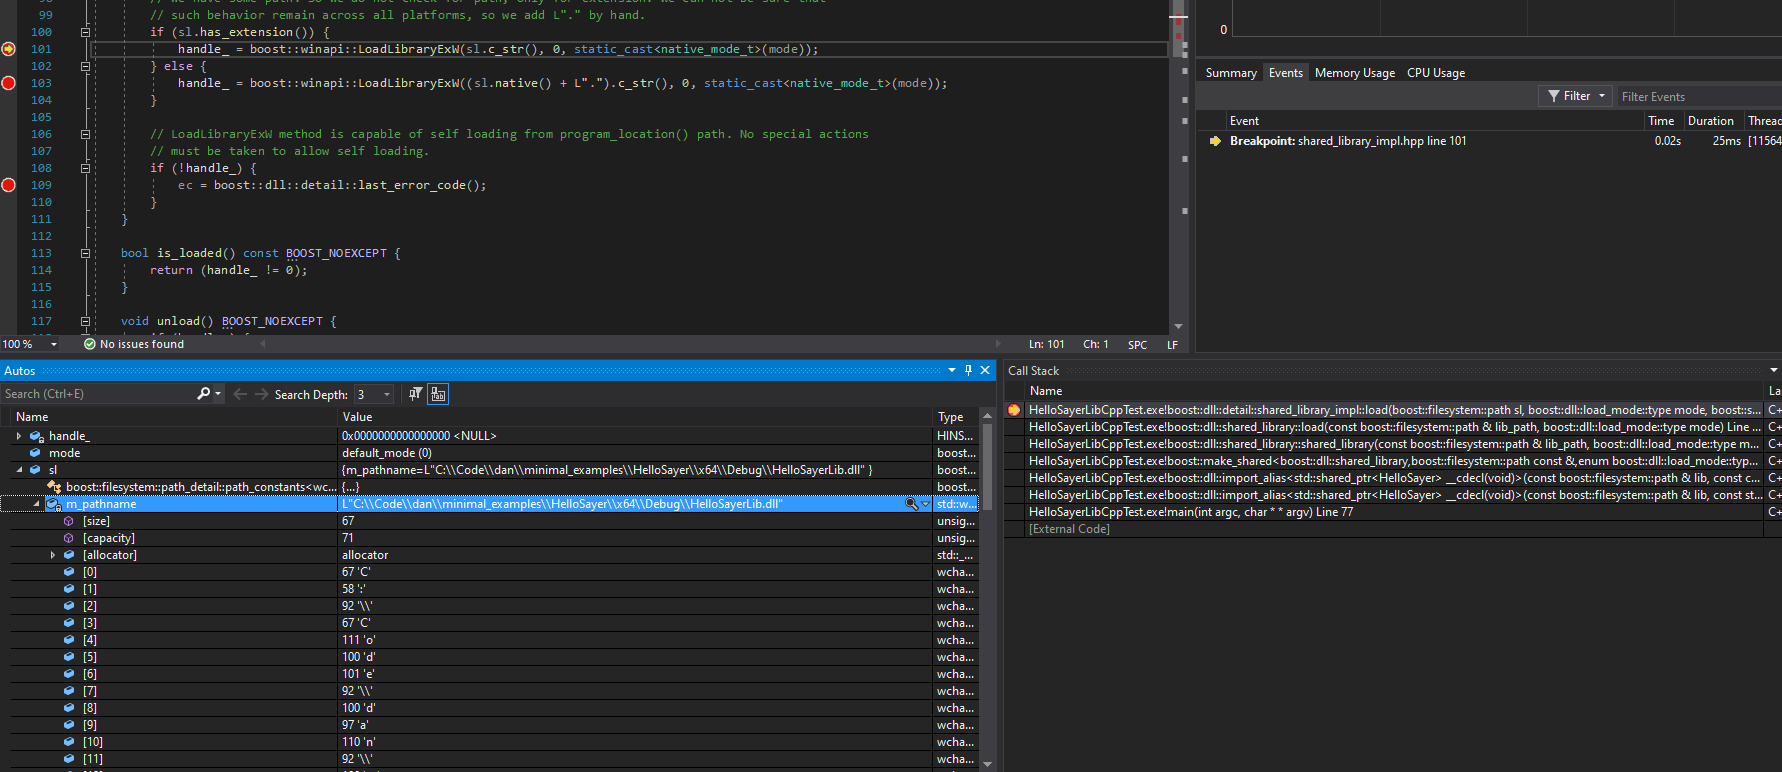 99 // such behavior remain across all platforms, so we add L"." by hand.
100 if (sl.has_extension()) {
101 handle_ = boost::winapi::LoadLibraryExW(sl.c_str(), 0, static_cast<native_mode_t>(mode));
102 } else {
103 handle_ = boost::winapi::LoadLibraryExW((sl.native() + L".").c_str(), 0, static_cast<native_mode_t>(mode));
104 }
105
106 // LoadLibraryExW method is capable of self loading from program_location() path. No special actions
107 // must be taken to allow self loading.
108 if (!handle_) {
109 ec = boost::dll::detail::last_error_code();
110 }
111 }
112
113 bool is_loaded() const BOOST_NOEXCEPT {
114 return (handle_ != 0);
115 }
116
117 void unload() BOOST_NOEXCEPT {
100 % No issues found Ln: 101 Ch: 1 SPC LF
0
Summary Events Memory Usage CPU Usage
Filter Filter Events
Event Time Duration Thread
Breakpoint: shared_library_impl.hpp line 101 0.02s 25ms [11564
Autos
Search (Ctrl+E) Search Depth: 3
Name Value Type
handle_ 0x0000000000000000 <NULL> HINS...
mode default_mode (0) boost...
sl {m_pathname=L"C:\\Code\\dan\\minimal_examples\\HelloSayer\\x64\\Debug\\HelloSayerLib.dll" } boost...
boost::filesystem::path_detail::path_constants<wc... {...} boost...
m_pathname L"C:\\Code\\dan\\minimal_examples\\HelloSayer\\x64\\Debug\\HelloSayerLib.dll" std::w...
[size] 67 unsig...
[capacity] 71 unsig...
[allocator] allocator std::_...
[0] 67 'C' wcha...
[1] 58 ':' wcha...
[2] 92 '\\' wcha...
[3] 67 'C' wcha...
[4] 111 'o' wcha...
[5] 100 'd' wcha...
[6] 101 'e' wcha...
[7] 92 '\\' wcha...
[8] 100 'd' wcha...
[9] 97 'a' wcha...
[10] 110 'n' wcha...
[11] 92 '\\' wcha...
Call Stack
Name La
HelloSayerLibCppTest.exe!boost::dll::detail::shared_library_impl::load(boost::filesystem::path sl, boost::dll::load_mode::type mode, boost::s... C+
HelloSayerLibCppTest.exe!boost::dll::shared_library::load(const boost::filesystem::path & lib_path, boost::dll::load_mode::type mode) Line ... C+
HelloSayerLibCppTest.exe!boost::dll::shared_library::shared_library(const boost::filesystem::path & lib_path, boost::dll::load_mode::type m... C+
HelloSayerLibCppTest.exe!boost::make_shared<boost::dll::shared_library,boost::filesystem::path const &,enum boost::dll::load_mode::typ... C+
HelloSayerLibCppTest.exe!boost::dll::import_alias<std::shared_ptr<HelloSayer> __cdecl(void)>(const boost::filesystem::path & lib, const c... C+
HelloSayerLibCppTest.exe!boost::dll::import_alias<std::shared_ptr<HelloSayer> __cdecl(void)>(const boost::filesystem::path & lib, const st... C+
HelloSayerLibCppTest.exe!main(int argc, char * * argv) Line 77 C+
[External Code]